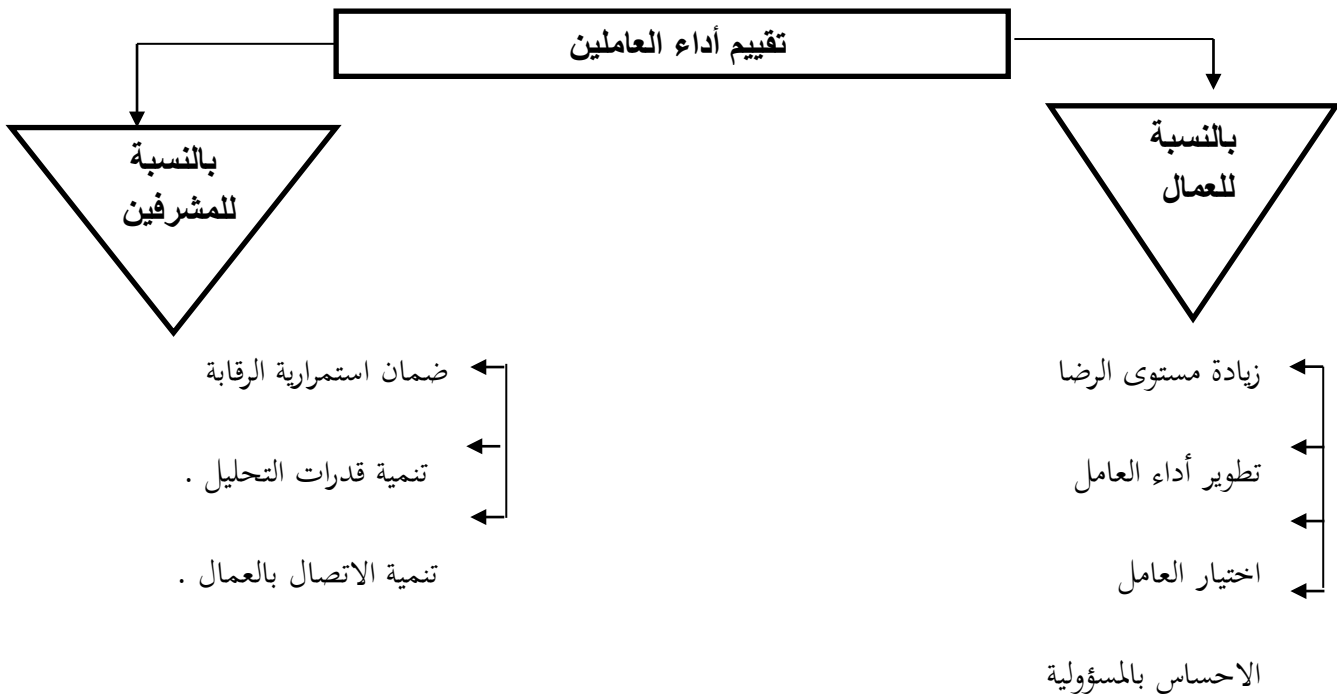 تقييم أداء العاملين
بالنسبة
للعمال
بالنسبة
للمشرفين
زيادة مستوى الرضا
تطوير أداء العامل
اختيار العامل
الاحساس بالمسؤولية
ضمان استمرارية الرقابة
تنمية قدرات التحليل .
تنمية الاتصال بالعمال .